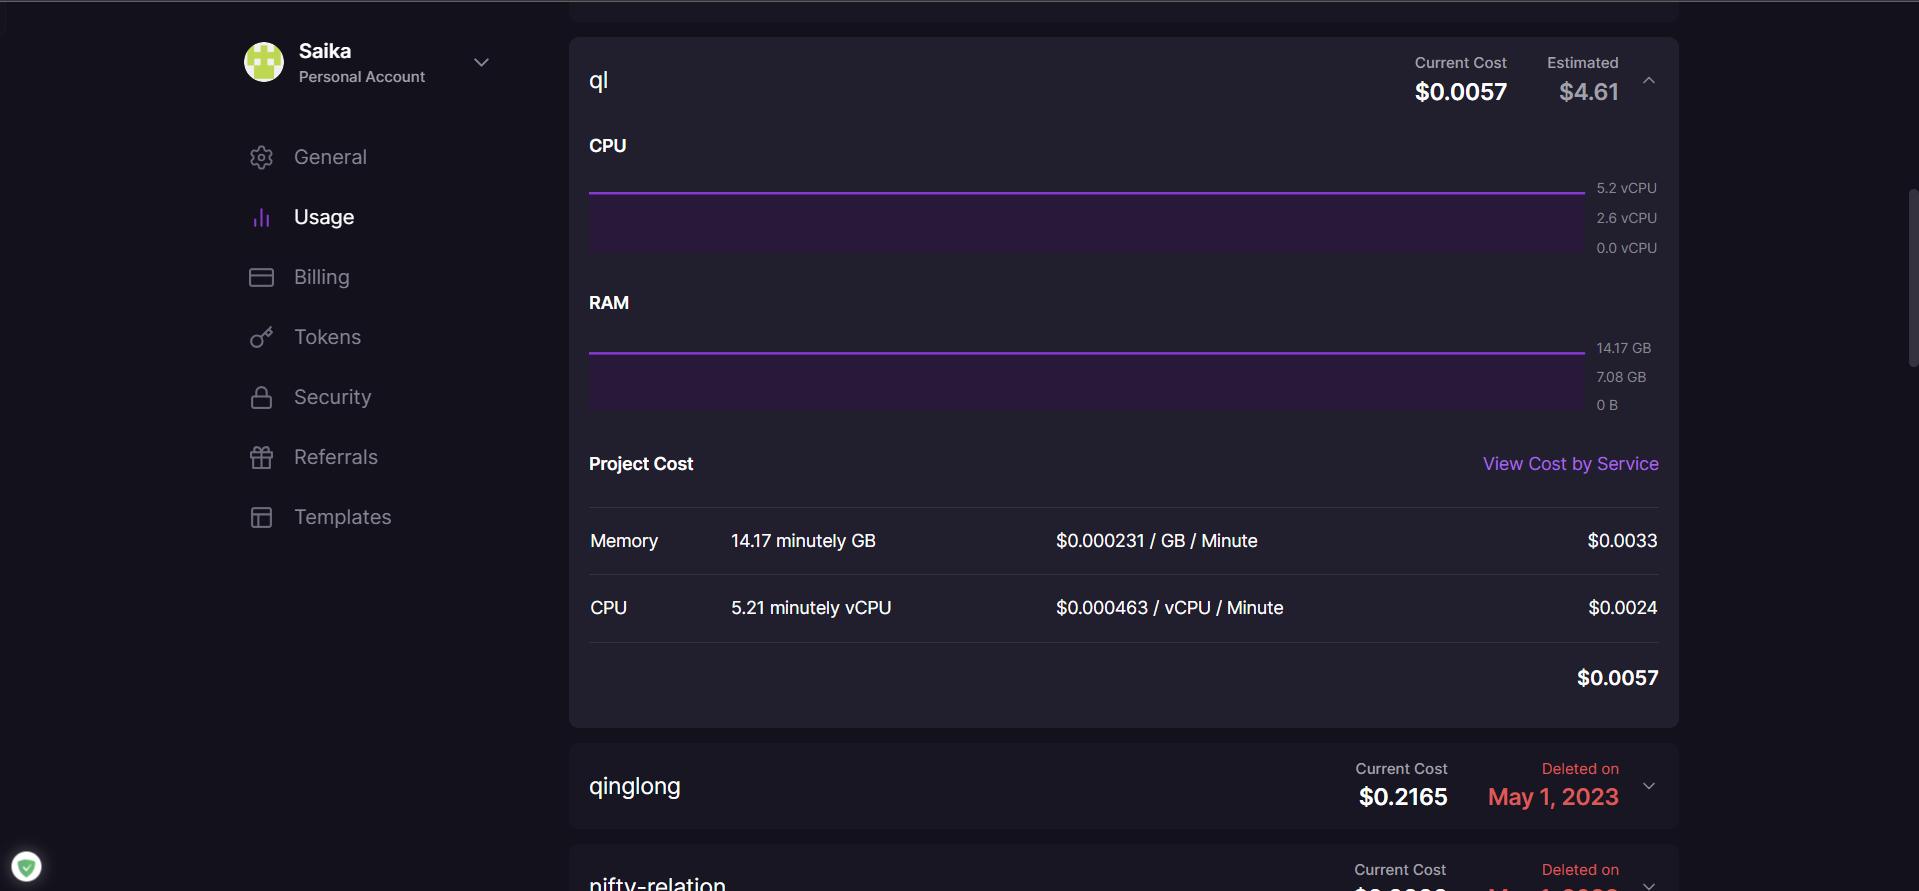 Saika
Personal Account
General
Usage
Billing
Tokens
Security
Referrals
Templates
ql
Current Cost
$0.0057
Estimated
$4.61
CPU
5.2 vCPU
2.6 vCPU
0.0 vCPU
RAM
14.17 GB
7.08 GB
0 B
Project Cost
View Cost by Service
Memory 14.17 minutely GB $0.000231 / GB / Minute $0.0033
CPU 5.21 minutely vCPU $0.000463 / vCPU / Minute $0.0024
$0.0057
qinglong
Current Cost
$0.2165
Deleted on
May 1, 2023
nifty-relation
Current Cost
Deleted on